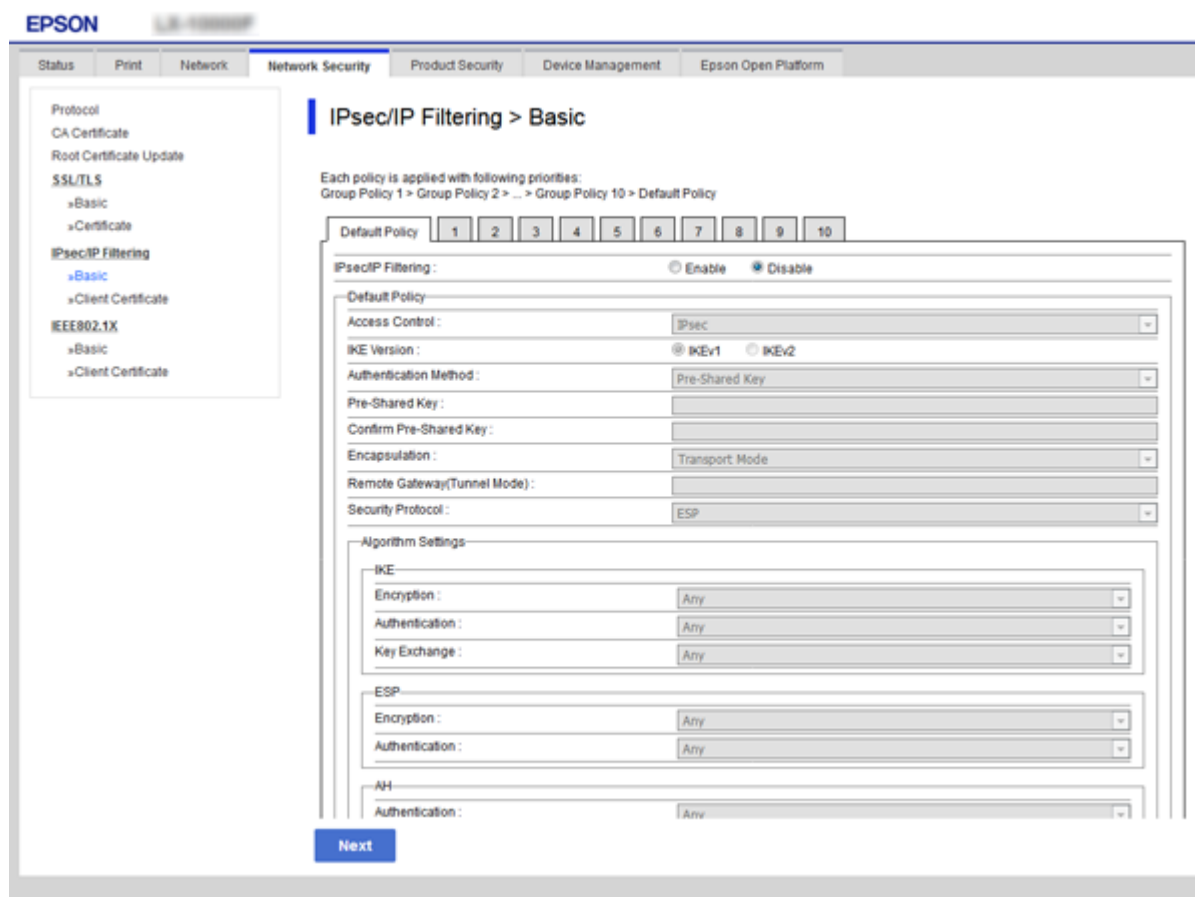 EPSON
Status Print Network Network Security Product Security Device Management Epson Open Platform
Protocol
CA Certificate
Root Certificate Update
SSL/TLS
»Basic
»Certificate
IPsec/IP Filtering
»Basic
»Client Certificate
IEEE802.1X
»Basic
»Client Certificate
IPsec/IP Filtering > Basic
Each policy is applied with following priorities:
Group Policy 1 > Group Policy 2 > ... > Group Policy 10 > Default Policy
Default Policy 1 2 3 4 5 6 7 8 9 10
IPsec/IP Filtering : Enable Disable
Default Policy
Access Control : IPsec
IKE Version : IKEv1 IKEv2
Authentication Method : Pre-Shared Key
Pre-Shared Key :
Confirm Pre-Shared Key :
Encapsulation : Transport Mode
Remote Gateway(Tunnel Mode) :
Security Protocol : ESP
Algorithm Settings
IKE
Encryption : Any
Authentication : Any
Key Exchange : Any
ESP
Encryption : Any
Authentication : Any
AH
Authentication : Any
Next